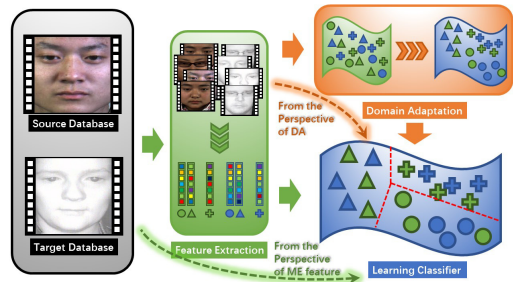 Source Database
Target Database
Feature Extraction
From the
Perspective
of DA
Domain Adaptation
From the
Perspective
of ME feature
Learning Classifier